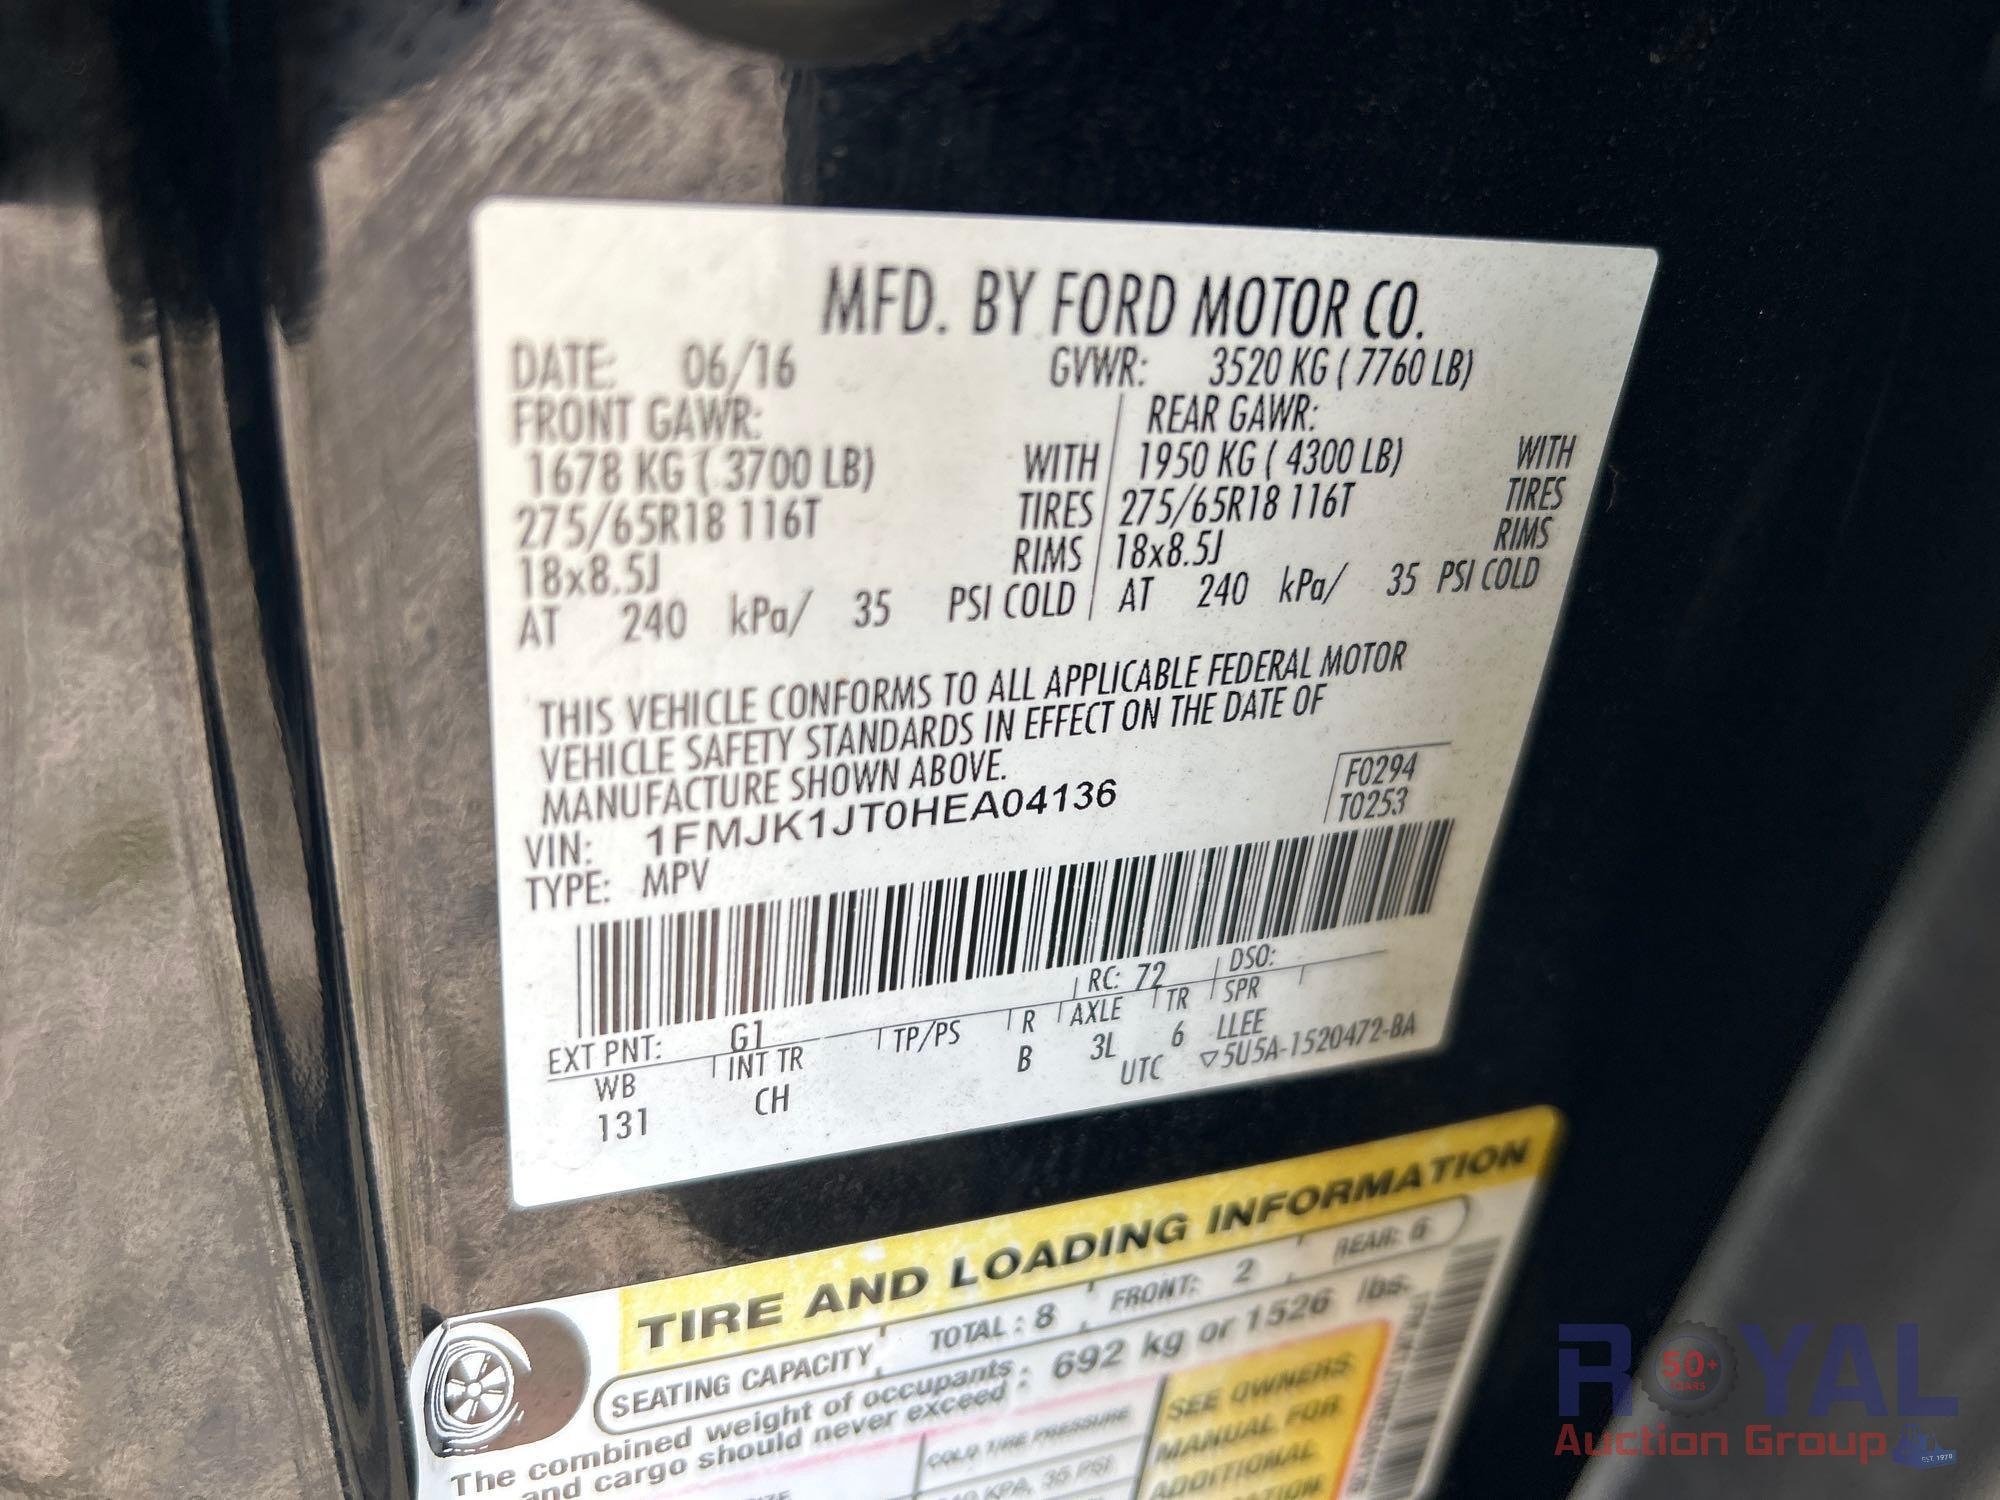 MFD. BY FORD MOTOR CO.
DATE: 06/16 GVWR: 3520 KG ( 7760 LB)
FRONT GAWR: REAR GAWR:
1678 KG ( 3700 LB) WITH 1950 KG ( 4300 LB) WITH
275/65R18 116T TIRES 275/65R18 116T TIRES
18x8.5J RIMS 18x8.5J RIMS
AT 240 kPa/ 35 PSI COLD AT 240 kPa/ 35 PSI COLD
THIS VEHICLE CONFORMS TO ALL APPLICABLE FEDERAL MOTOR
VEHICLE SAFETY STANDARDS IN EFFECT ON THE DATE OF
MANUFACTURE SHOWN ABOVE.
F0294
VIN: 1FMJK1JT0HEA04136 T0253
TYPE: MPV
RC: 72 DSO:
EXT PNT: G1
WB INT TR TP/PS R AXLE TR SPR
131 CH B 3L 6 LLEE
UTC ▽5U5A-1520472-BA
TIRE AND LOADING INFORMATION
SEATING CAPACITY TOTAL : 8 FRONT: 2 REAR: 6
The combined weight of occupants : 692 kg or 1526 lbs.
and cargo should never exceed
COLD TIRE PRESSURE
SEE OWNERS
MANUAL FOR
ADDITIONAL
KPA, 35 PSI
ROYAL
50+
YEARS
Auction Group
EST. 1970